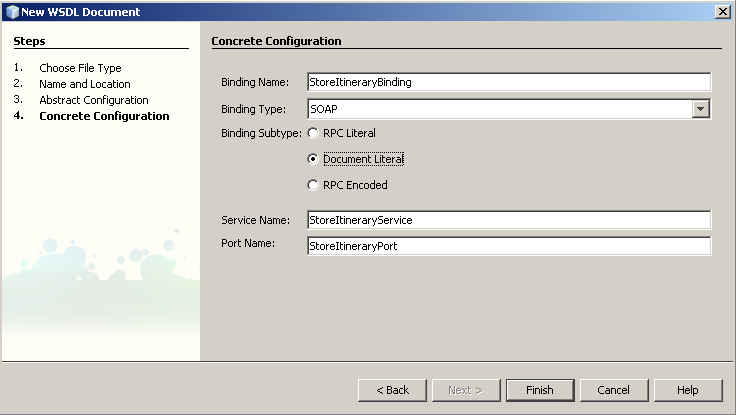 New WSDL Document
Steps
1. Choose File Type
2. Name and Location
3. Abstract Configuration
4. Concrete Configuration
Concrete Configuration
Binding Name: StoreItineraryBinding
Binding Type: SOAP
Binding Subtype: RPC Literal
Document Literal
RPC Encoded
Service Name: StoreItineraryService
Port Name: StoreItineraryPort
< Back Next > Finish Cancel Help